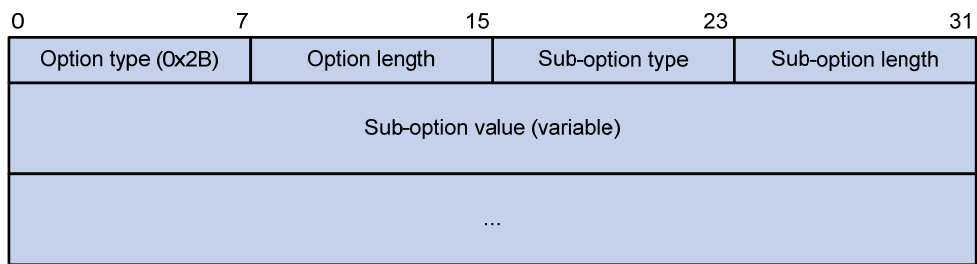 0 7 15 23 31
Option type (0x2B) Option length Sub-option type Sub-option length
Sub-option value (variable)
...